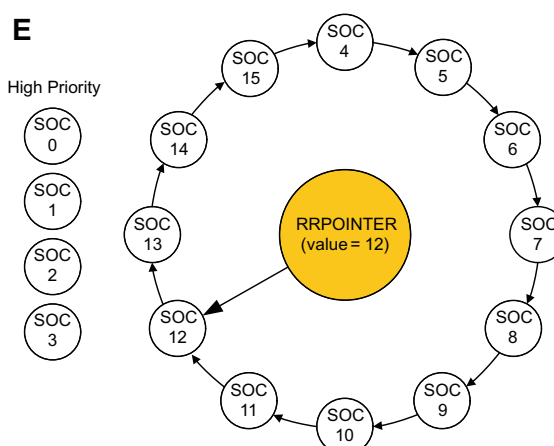 E
High Priority
SOC
0
SOC
1
SOC
2
SOC
3
SOC
4
SOC
5
SOC
6
SOC
7
SOC
8
SOC
9
SOC
10
SOC
11
SOC
12
SOC
13
SOC
14
SOC
15
RRPOINTER
(value = 12)